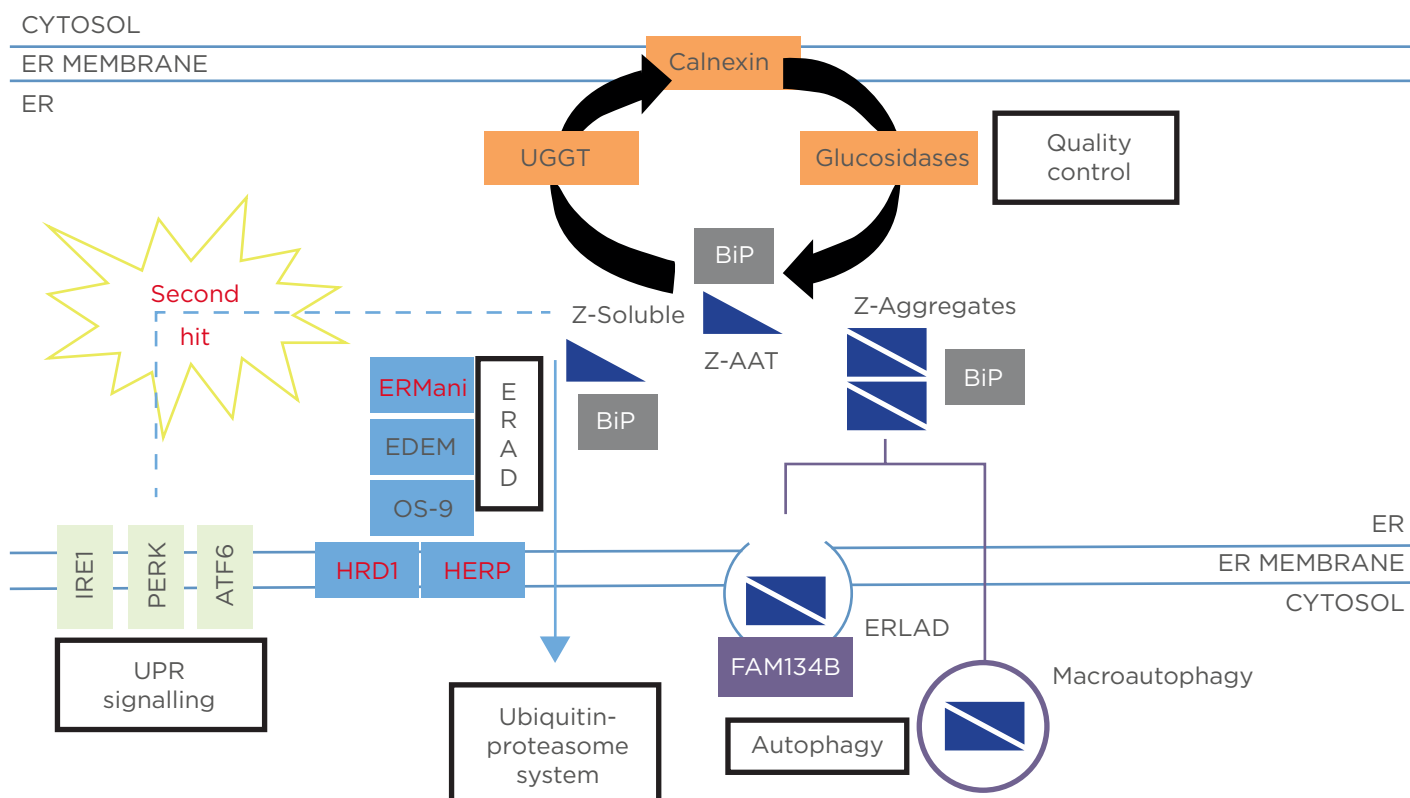 CYTOSOL
ER MEMBRANE
ER
Calnexin
UGGT
Glucosidases
Quality
control
BiP
Second
hit
Z-Soluble
Z-AAT
Z-Aggregates
BiP
ERMani
EDEM
OS-9
E
R
A
D
BiP
IRE1
PERK
ATF6
HRD1
HERP
ER
ER MEMBRANE
CYTOSOL
UPR
signalling
Ubiquitin-
proteasome
system
ERLAD
FAM134B
Autophagy
Macroautophagy